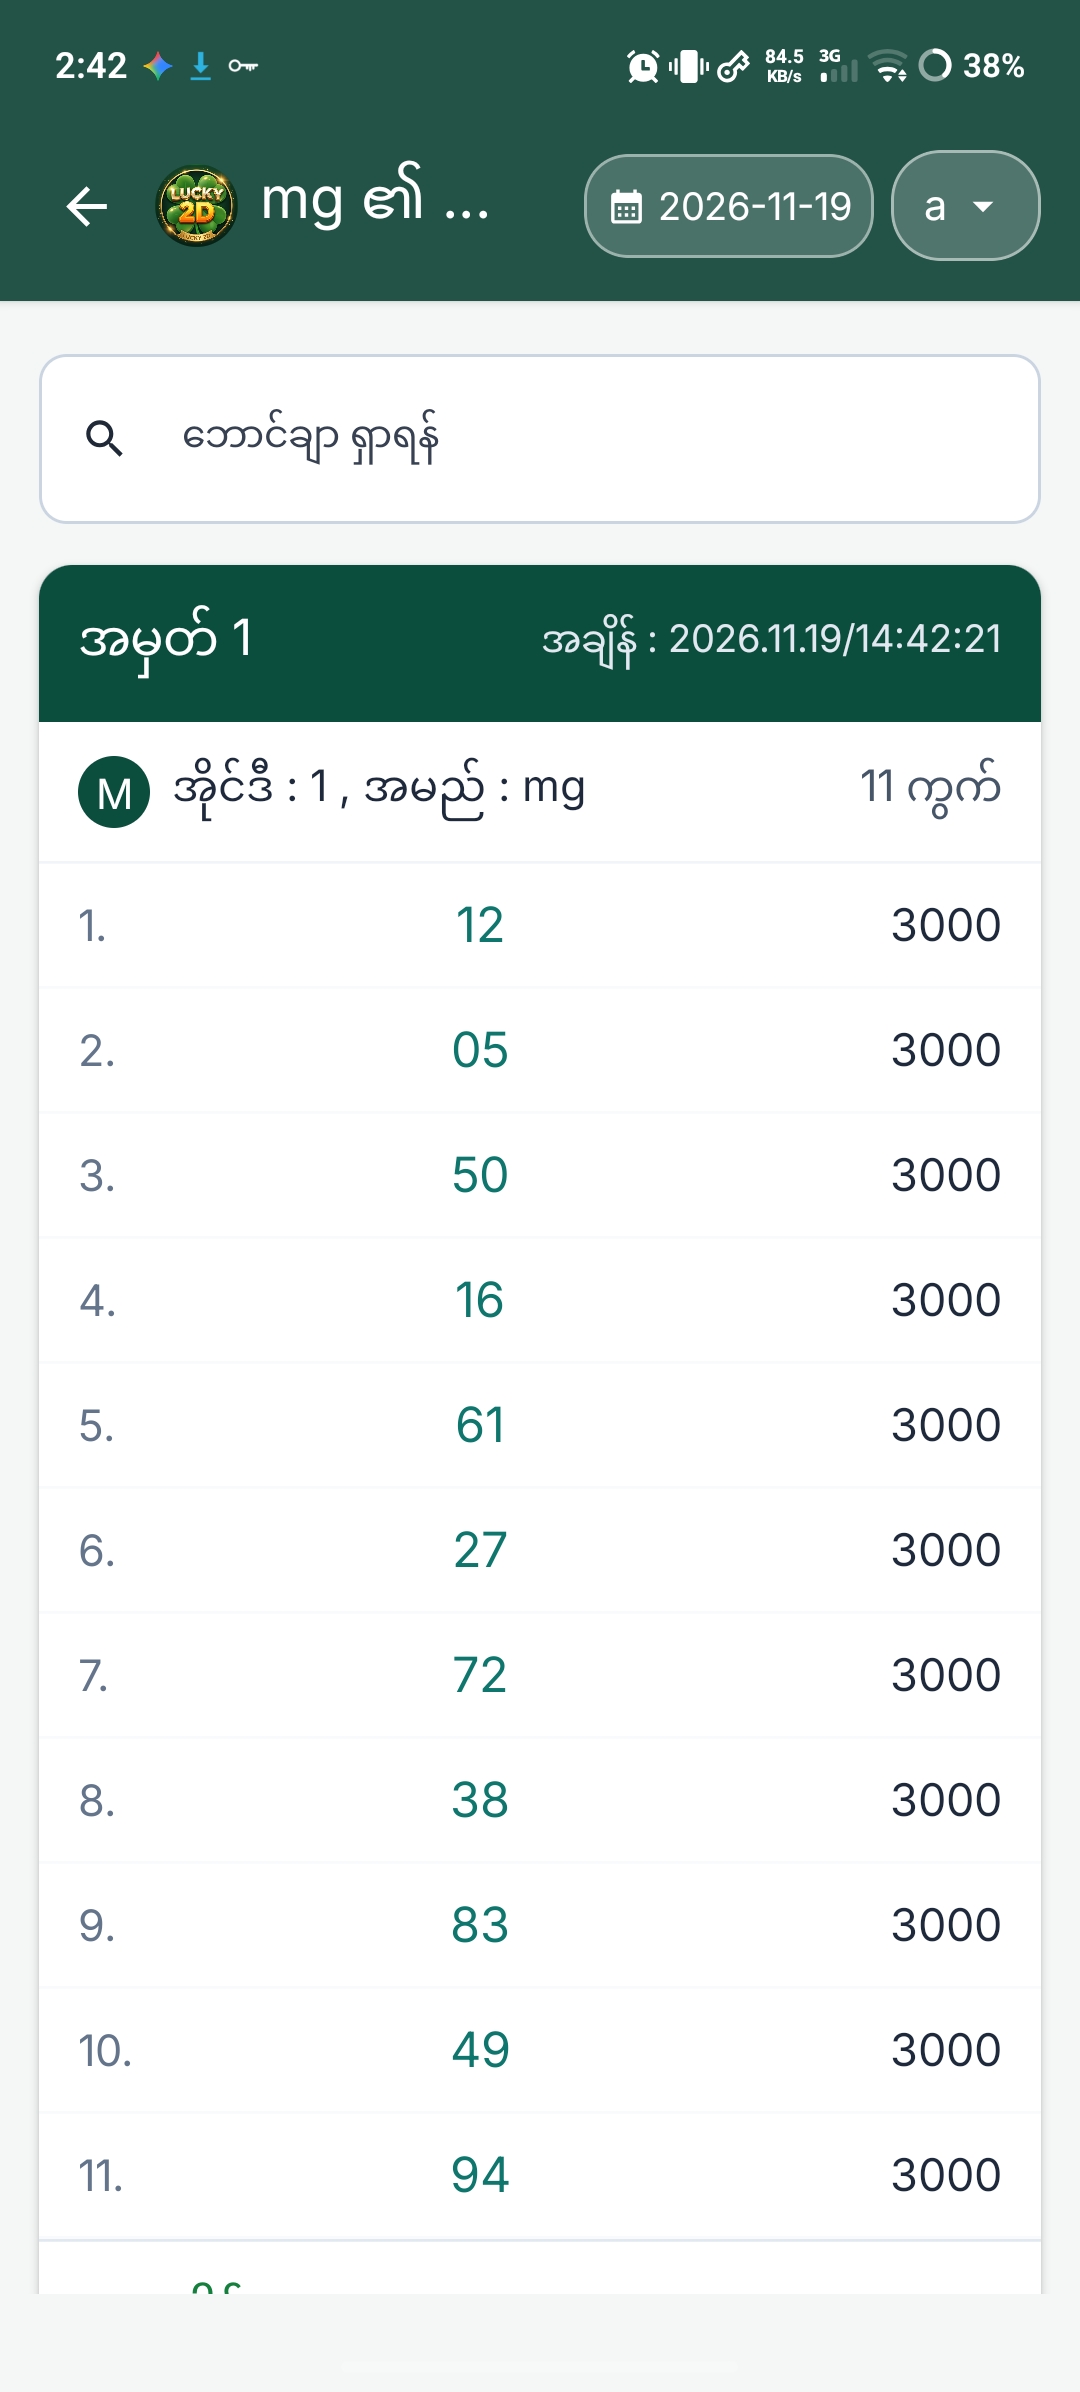 2:42 84.5 KB/s 3G 38%
LUCKY 2D mg ၏ ... 2026-11-19 a
ဘောင်ချာ ရှာရန်
အမှတ် 1 အချိန် : 2026.11.19/14:42:21
M အိုင်ဒီ : 1 , အမည် : mg 11 ကွက်
1. 12 3000
2. 05 3000
3. 50 3000
4. 16 3000
5. 61 3000
6. 27 3000
7. 72 3000
8. 38 3000
9. 83 3000
10. 49 3000
11. 94 3000